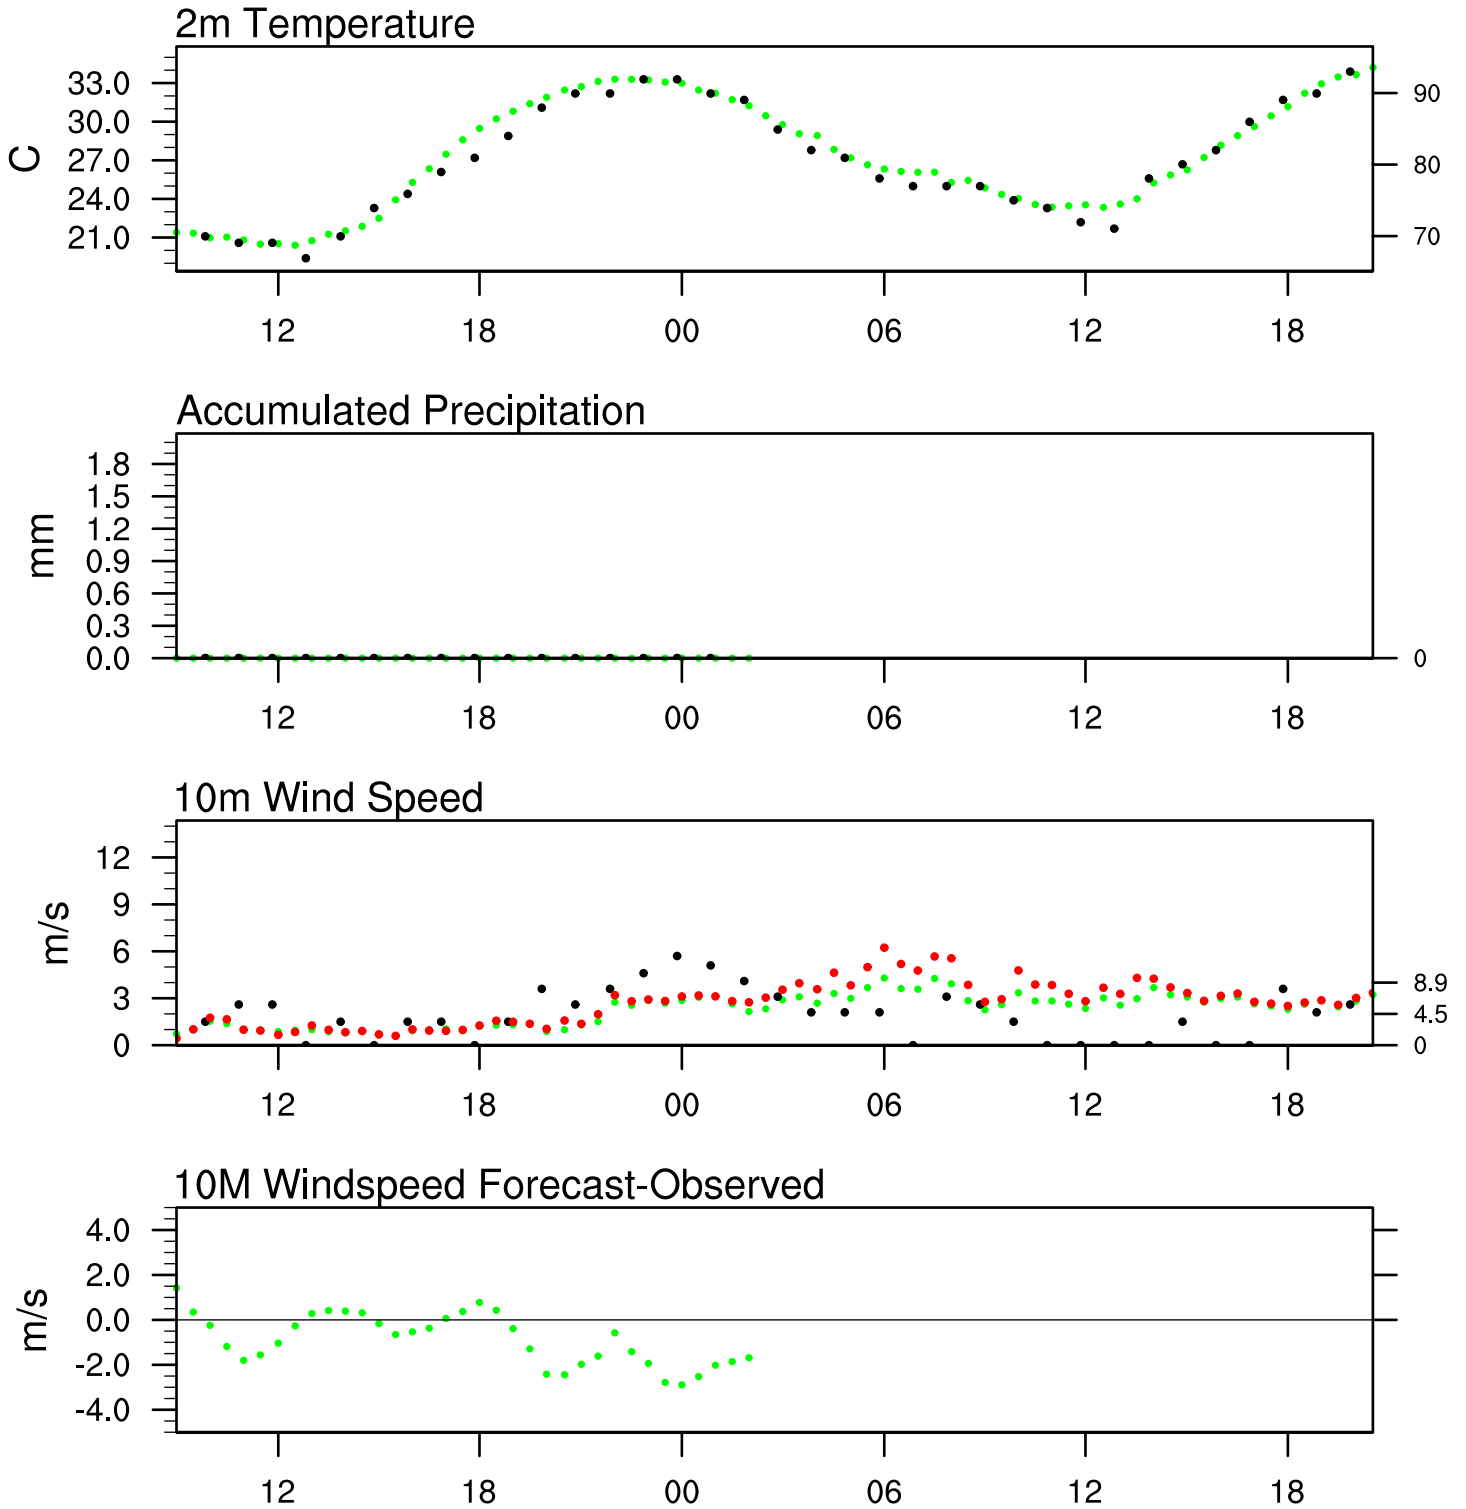 2m Temperature
C
33.0
30.0
27.0
24.0
21.0
90
80
70
12 18 00 06 12 18
Accumulated Precipitation
mm
1.8
1.5
1.2
0.9
0.6
0.3
0.0
0
12 18 00 06 12 18
10m Wind Speed
m/s
12
9
6
3
0
8.9
4.5
0
12 18 00 06 12 18
10M Windspeed Forecast-Observed
m/s
4.0
2.0
0.0
-2.0
-4.0
12 18 00 06 12 18